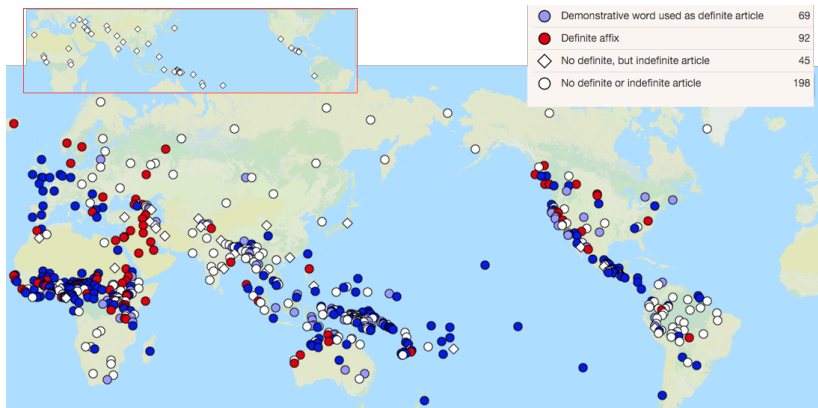 Demonstrative word used as definite article 69
Definite affix 92
No definite, but indefinite article 45
No definite or indefinite article 198